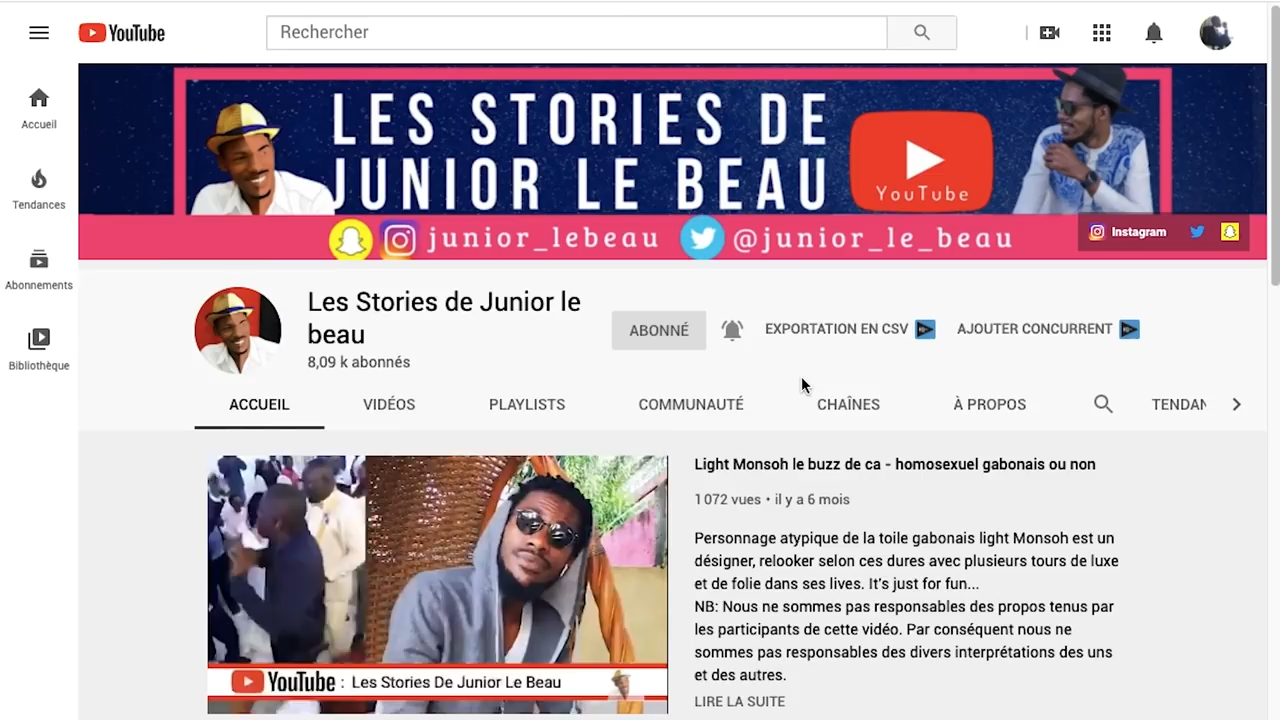 YouTube
Rechercher
Accueil
Tendances
Abonnements
Bibliothèque
LES STORIES DE
JUNIOR LE BEAU
YouTube
junior_lebeau
@junior_le_beau
Instagram
Les Stories de Junior le
beau
8,09 k abonnés
ABONNÉ
EXPORTATION EN CSV
AJOUTER CONCURRENT
ACCUEIL
VIDÉOS
PLAYLISTS
COMMUNAUTÉ
CHAÎNES
À PROPOS
TENDAN
YouTube : Les Stories De Junior Le Beau
Light Monsoh le buzz de ca - homosexuel gabonais ou non
1 072 vues • il y a 6 mois
Personnage atypique de la toile gabonais light Monsoh est un
désigner, relooker selon ces dures avec plusieurs tours de luxe
et de folie dans ses lives. It's just for fun...
NB: Nous ne sommes pas responsables des propos tenus par
les participants de cette vidéo. Par conséquent nous ne
sommes pas responsables des divers interprétations des uns
et des autres.
LIRE LA SUITE